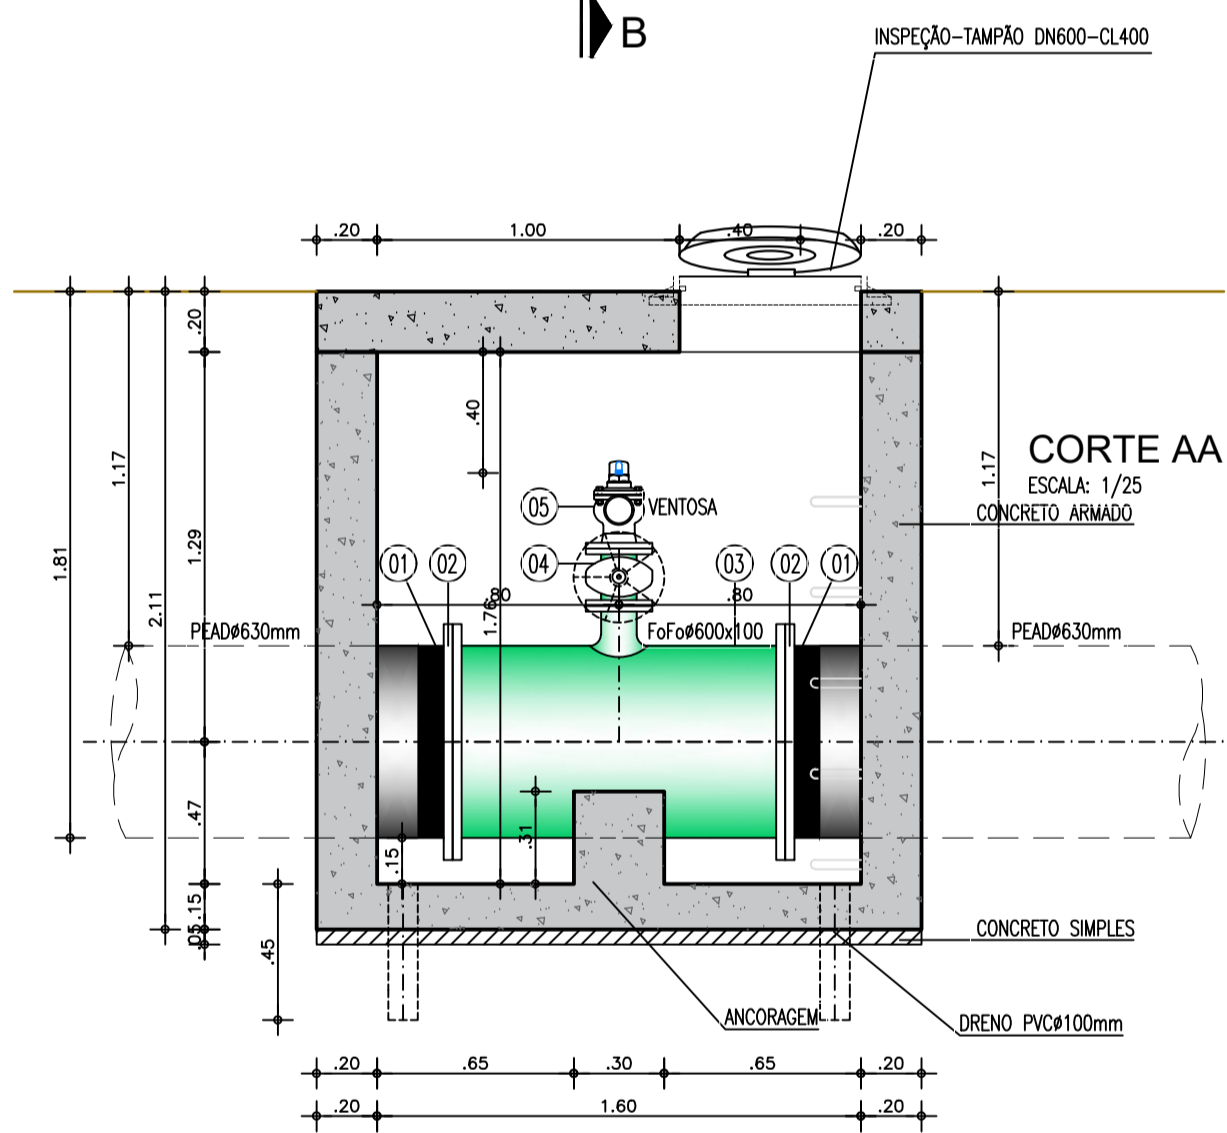 B
INSPEÇÃO-TAMPÃO DN600-CL400
.20
1.00
.40
.20
.20
.40
1.17
1.17
CORTE AA
ESCALA: 1/25
CONCRETO ARMADO
1.29
1.81
2.11
05
VENTOSA
01
02
04
03
02
01
.80
.80
1.76
PEADø630mm
FoFoø600x100
PEADø630mm
.47
.31
.15
.15
.05
.45
CONCRETO SIMPLES
ANCORAGEM
DRENO PVCø100mm
.20
.65
.30
.65
.20
.20
1.60
.20